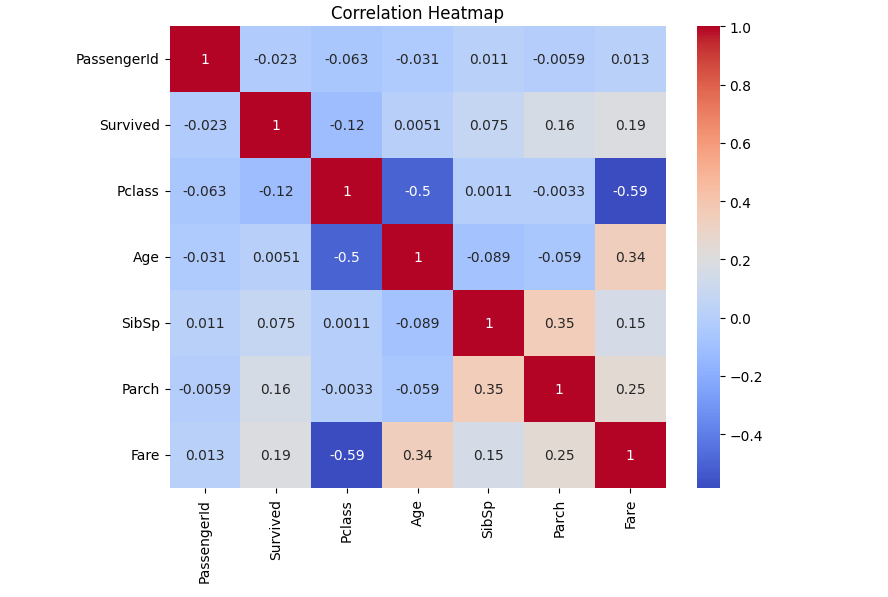 Correlation Heatmap
PassengerId 1 -0.023 -0.063 -0.031 0.011 -0.0059 0.013
Survived -0.023 1 -0.12 0.0051 0.075 0.16 0.19
Pclass -0.063 -0.12 1 -0.5 0.0011 -0.0033 -0.59
Age -0.031 0.0051 -0.5 1 -0.089 -0.059 0.34
SibSp 0.011 0.075 0.0011 -0.089 1 0.35 0.15
Parch -0.0059 0.16 -0.0033 -0.059 0.35 1 0.25
Fare 0.013 0.19 -0.59 0.34 0.15 0.25 1
PassengerId Survived Pclass Age SibSp Parch Fare
1.0
0.8
0.6
0.4
0.2
0.0
−0.2
−0.4